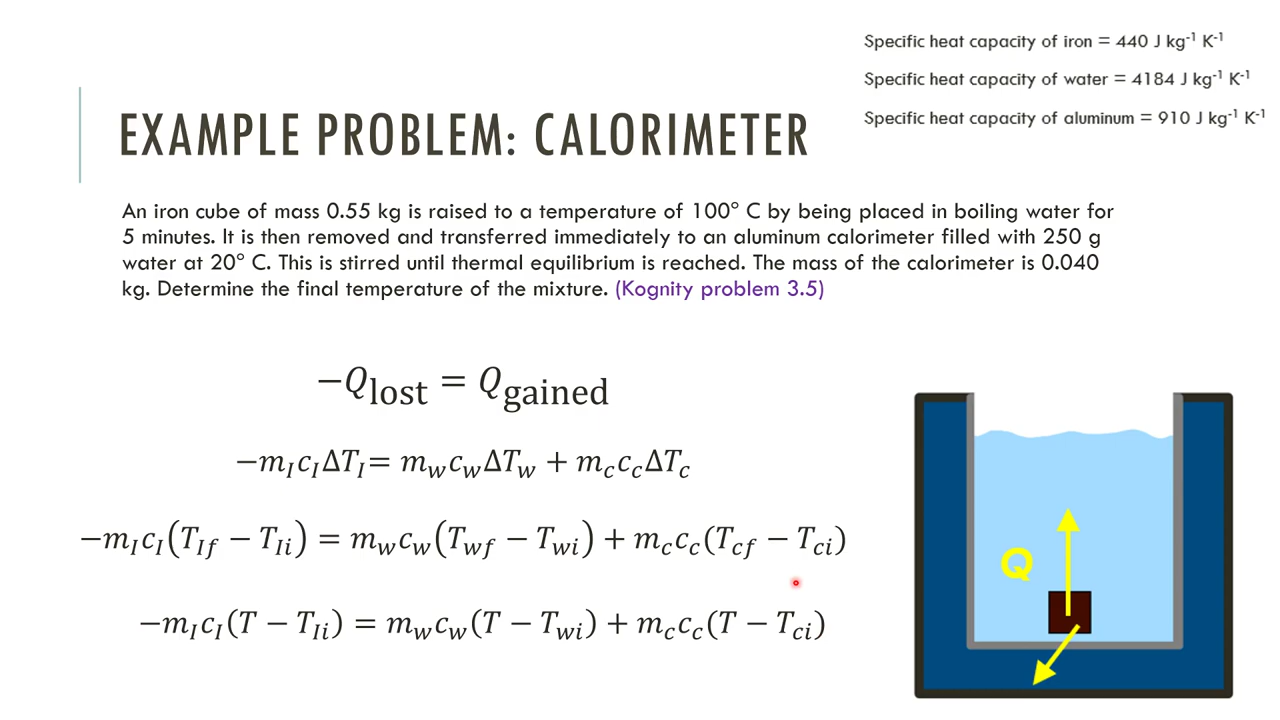 Specific heat capacity of iron = 440 J kg⁻¹ K⁻¹
Specific heat capacity of water = 4184 J kg⁻¹ K⁻¹
Specific heat capacity of aluminum = 910 J kg⁻¹ K⁻¹
EXAMPLE PROBLEM: CALORIMETER
An iron cube of mass 0.55 kg is raised to a temperature of 100° C by being placed in boiling water for
5 minutes. It is then removed and transferred immediately to an aluminum calorimeter filled with 250 g
water at 20° C. This is stirred until thermal equilibrium is reached. The mass of the calorimeter is 0.040
kg. Determine the final temperature of the mixture. (Kognity problem 3.5)
−Q_lost = Q_gained
−m_I c_I ΔT_I = m_w c_w ΔT_w + m_c c_c ΔT_c
−m_I c_I (T_If − T_Ii) = m_w c_w (T_wf − T_wi) + m_c c_c (T_cf − T_ci)
−m_I c_I (T − T_Ii) = m_w c_w (T − T_wi) + m_c c_c (T − T_ci)
Q